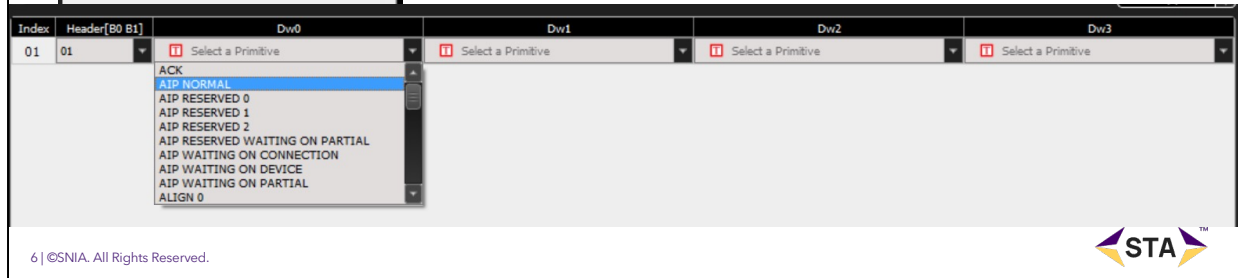 Index Header[B0 B1] Dw0 Dw1 Dw2 Dw3
01 01 T Select a Primitive T Select a Primitive T Select a Primitive T Select a Primitive
ACK
AIP NORMAL
AIP RESERVED 0
AIP RESERVED 1
AIP RESERVED 2
AIP RESERVED WAITING ON PARTIAL
AIP WAITING ON CONNECTION
AIP WAITING ON DEVICE
AIP WAITING ON PARTIAL
ALIGN 0
6 | ©SNIA. All Rights Reserved.
STA™